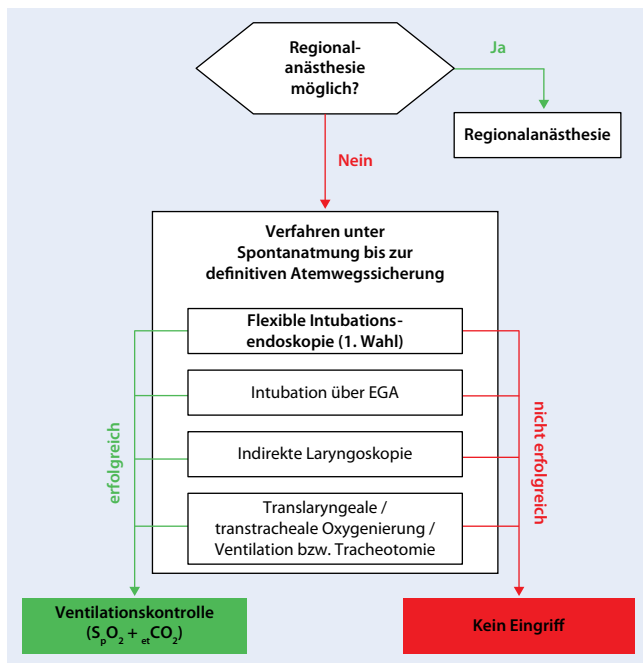 Regional-
anästhesie
möglich?
Ja
Regionalanästhesie
Nein
Verfahren unter
Spontanatmung bis zur
definitiven Atemwegssicherung
Flexible Intubations-
endoskopie (1. Wahl)
Intubation über EGA
Indirekte Laryngoskopie
Translaryngeale /
transtracheale Oxygenierung /
Ventilation bzw. Tracheotomie
erfolgreich
nicht erfolgreich
Ventilationskontrolle
(SpO2 + etCO2)
Kein Eingriff